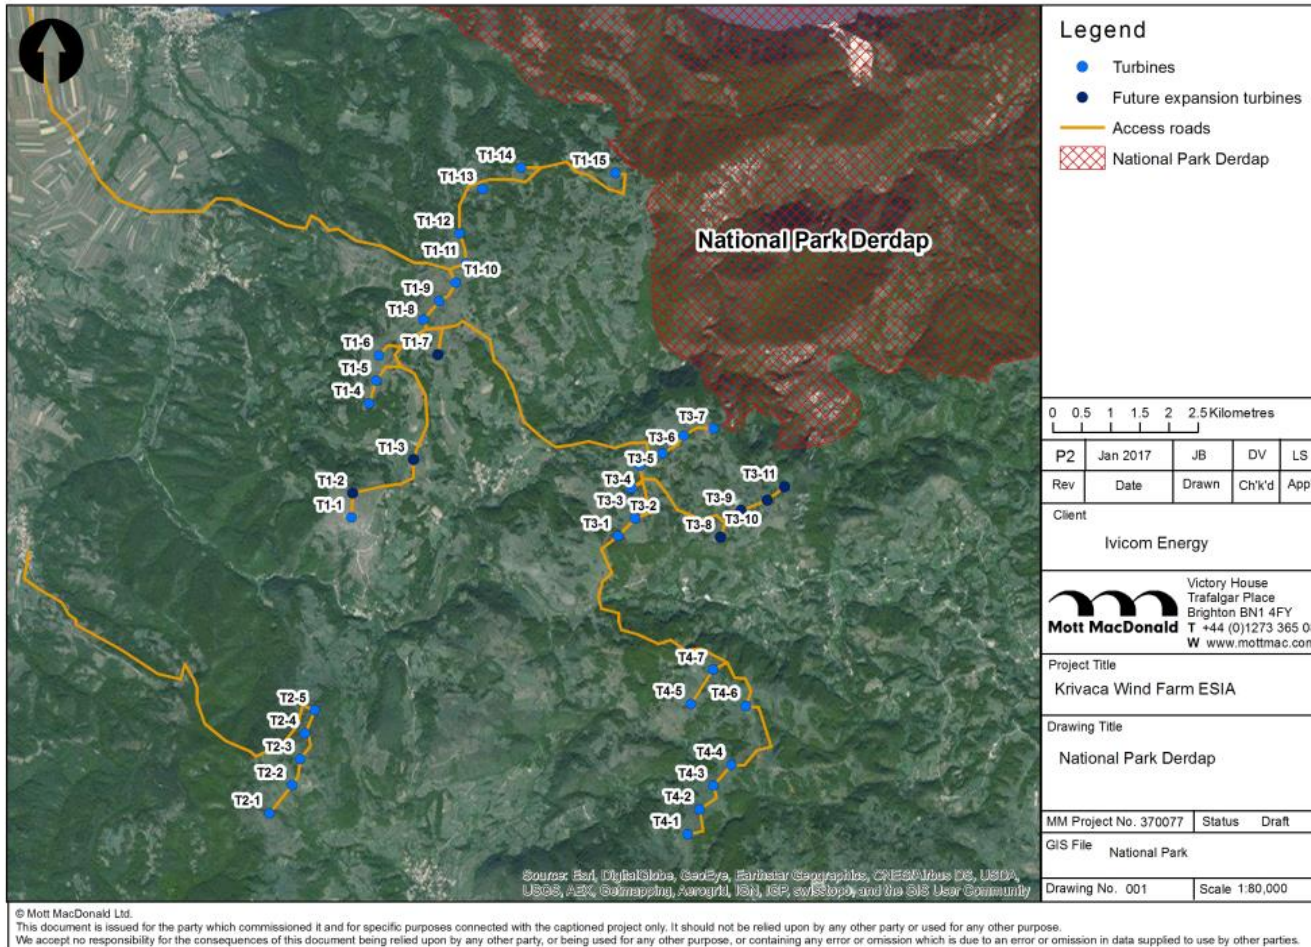 T1-14
T1-15
T1-13
T1-12
T1-11
T1-10
T1-9
T1-8
T1-7
T1-6
T1-5
T1-4
T1-3
T1-2
T1-1
National Park Derdap
T3-7
T3-6
T3-5
T3-4
T3-3
T3-2
T3-1
T3-11
T3-9
T3-10
T3-8
T4-7
T4-5
T4-6
T4-4
T4-3
T4-2
T4-1
T2-5
T2-4
T2-3
T2-2
T2-1
Source: Esri, DigitalGlobe, GeoEye, Earthstar Geographics, CNES/Airbus DS, USDA,
USGS, AEX, Getmapping, Aerogrid, IGN, IGP, swisstopo, and the GIS User Community
Legend
Turbines
Future expansion turbines
Access roads
National Park Derdap
0 0.5 1 1.5 2 2.5 Kilometres
P2 Jan 2017 JB DV LS
Rev Date Drawn Ch'k'd App
Client
Ivicom Energy
Mott MacDonald
Victory House
Trafalgar Place
Brighton BN1 4FY
T +44 (0)1273 365 0
W www.mottmac.com
Project Title
Krivaca Wind Farm ESIA
Drawing Title
National Park Derdap
MM Project No. 370077 Status Draft
GIS File National Park
Drawing No. 001 Scale 1:80,000
© Mott MacDonald Ltd.
This document is issued for the party which commissioned it and for specific purposes connected with the captioned project only. It should not be relied upon by any other party or used for any other purpose.
We accept no responsibility for the consequences of this document being relied upon by any other party, or being used for any other purpose, or containing any error or omission which is due to an error or omission in data supplied to use by other parties.